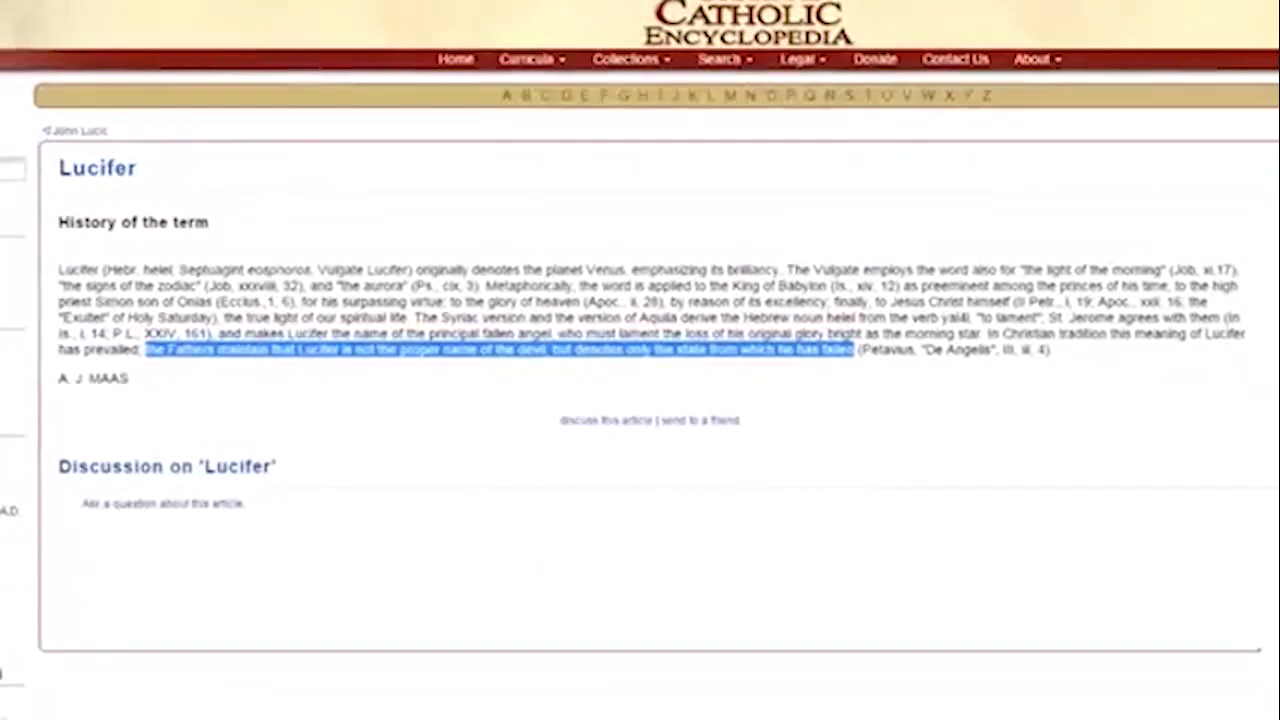 CATHOLIC
ENCYCLOPEDIA
Home Curricula Collections Search Legal Donate Contact Us About
A B C D E F G H I J K L M N O P Q R S T U V W X Y Z
John Lucic
Lucifer
History of the term
Lucifer (Hebr. helel; Septuagint eosphoros, Vulgate Lucifer) originally denotes the planet Venus, emphasizing its brilliancy. The Vulgate employs the word also for "the light of the morning" (Job, xi,17),
"the signs of the zodiac" (Job, xxxviii, 32), and "the aurora" (Ps., cix, 3). Metaphorically, the word is applied to the King of Babylon (Is., xiv, 12) as preeminent among the princes of his time; to the high
priest Simon son of Onias (Ecclus.,1, 6), for his surpassing virtue; to the glory of heaven (Apoc., ii, 28), by reason of its excellency; finally, to Jesus Christ himself (II Petr., i, 19; Apoc., xxii, 16; the
"Exultet" of Holy Saturday), the true light of our spiritual life. The Syriac version and the version of Aquila derive the Hebrew noun helel from the verb yalal, "to lament"; St. Jerome agrees with them (In
Is., i, 14; P.L., XXIV, 161), and makes Lucifer the name of the principal fallen angel, who must lament the loss of his original glory bright as the morning star. In Christian tradition this meaning of Lucifer
has prevailed; the Fathers maintain that Lucifer is not the proper name of the devil, but denotes only the state from which he has fallen (Petavius, "De Angelis", III, iii, 4).
A. J. MAAS
discuss this article | send to a friend
Discussion on 'Lucifer'
Ask a question about this article.
A.D.